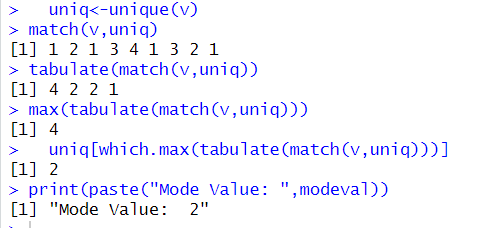 >   uniq<-unique(v)
> match(v,uniq)
[1] 1 2 1 3 4 1 3 2 1
> tabulate(match(v,uniq))
[1] 4 2 2 1
> max(tabulate(match(v,uniq)))
[1] 4
>   uniq[which.max(tabulate(match(v,uniq)))]
[1] 2
> print(paste("Mode Value: ",modeval))
[1] "Mode Value:  2"
>